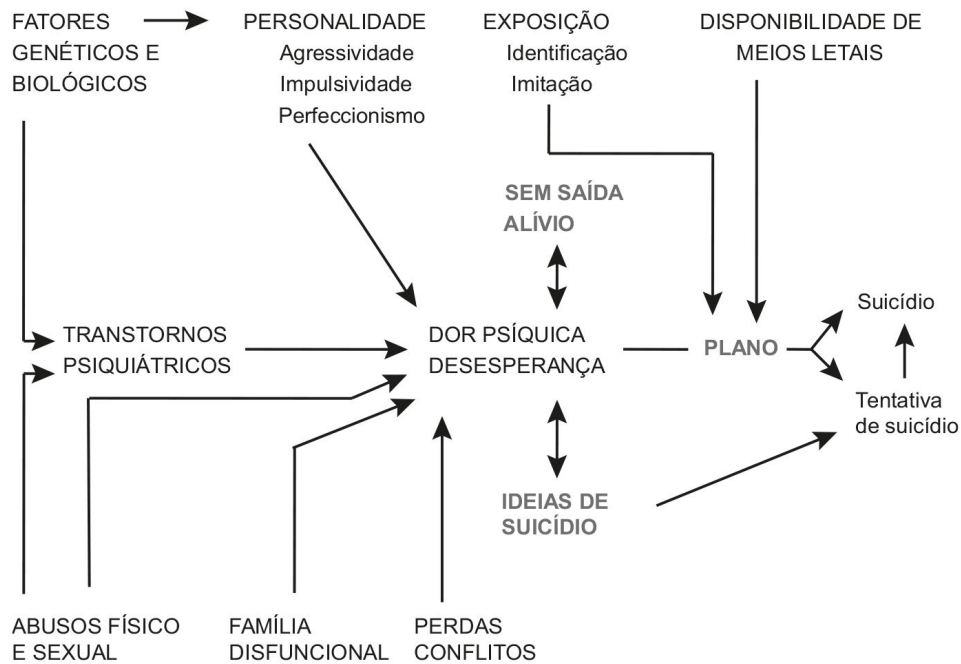 FATORES
GENÉTICOS E
BIOLÓGICOS
PERSONALIDADE
Agressividade
Impulsividade
Perfeccionismo
EXPOSIÇÃO
Identificação
Imitação
DISPONIBILIDADE DE
MEIOS LETAIS
SEM SAÍDA
ALÍVIO
TRANSTORNOS
PSIQUIÁTRICOS
DOR PSÍQUICA
DESESPERANÇA
PLANO
Suicídio
Tentativa
de suicídio
IDEIAS DE
SUICÍDIO
ABUSOS FÍSICO
E SEXUAL
FAMÍLIA
DISFUNCIONAL
PERDAS
CONFLITOS